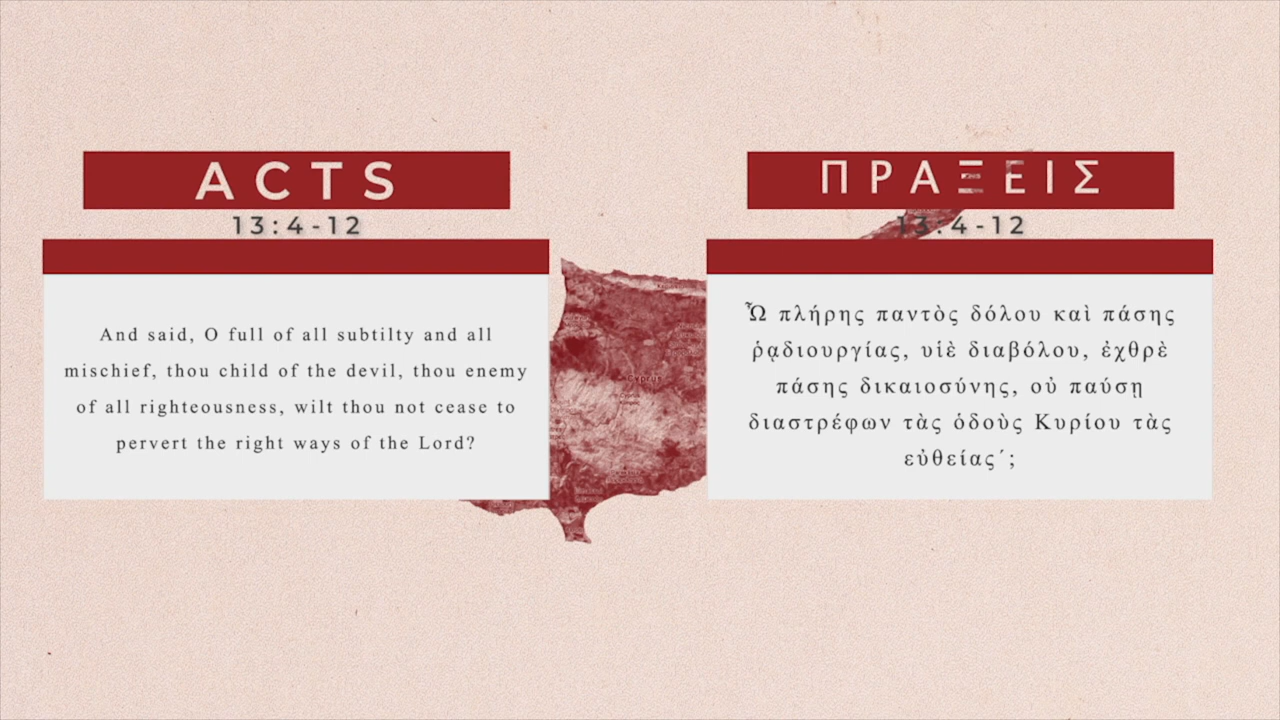 ACTS
13:4-12
And said, O full of all subtilty and all
mischief, thou child of the devil, thou enemy
of all righteousness, wilt thou not cease to
pervert the right ways of the Lord?
ΠΡΑΞΕΙΣ
13:4-12
Ὦ πλήρης παντὸς δόλου καὶ πάσης
ῥᾳδιουργίας, υἱὲ διαβόλου, ἐχθρὲ
πάσης δικαιοσύνης, οὐ παύσῃ
διαστρέφων τὰς ὁδοὺς Κυρίου τὰς
εὐθείας΄;
Cyprus